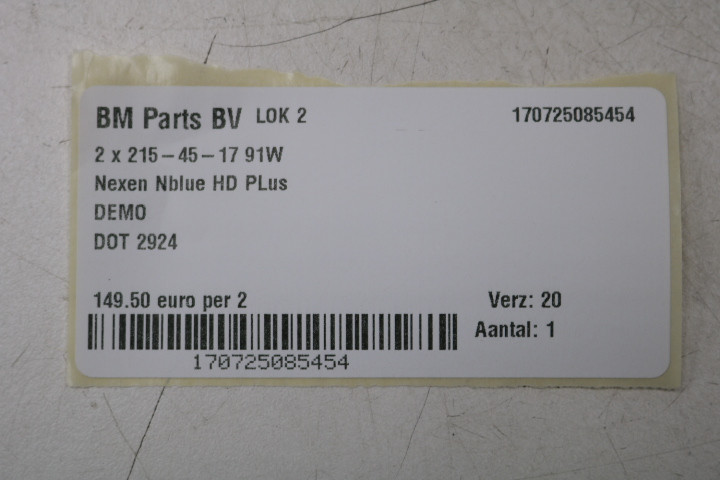 BM Parts BV LOK 2 170725085454
2 x 215-45-17 91W
Nexen Nblue HD PLus
DEMO
DOT 2924
149.50 euro per 2 Verz: 20
Aantal: 1
170725085454